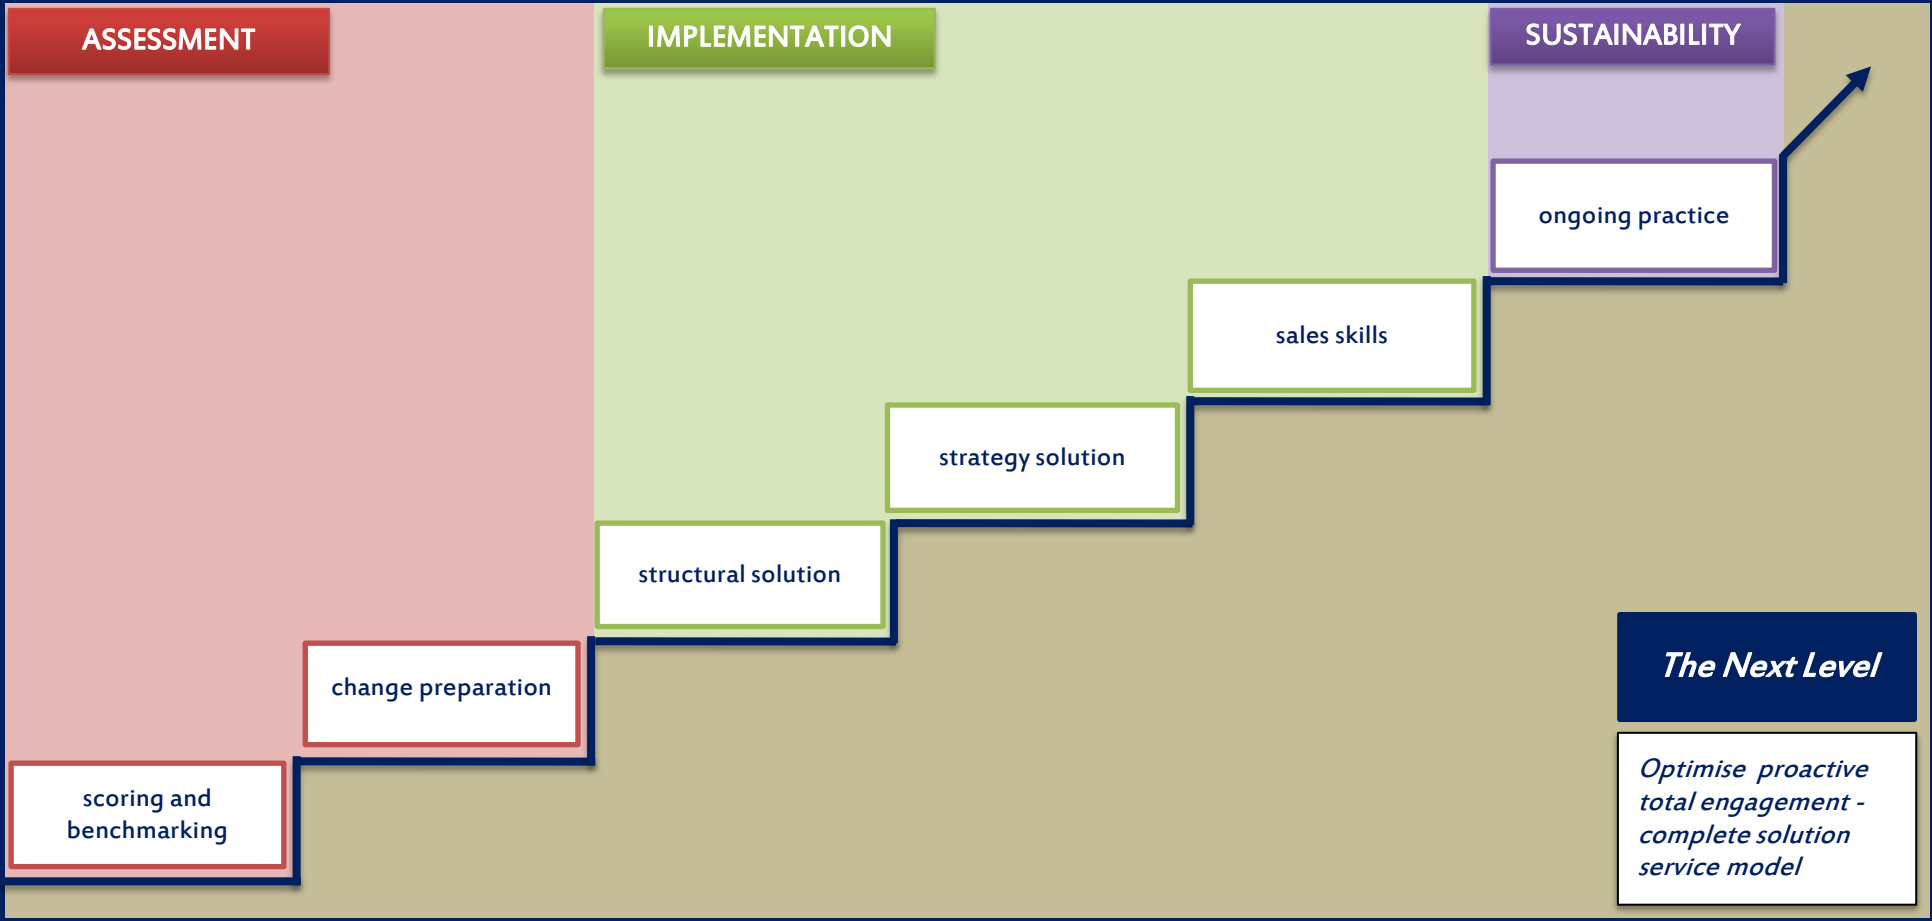 ASSESSMENT
IMPLEMENTATION
SUSTAINABILITY
ongoing practice
sales skills
strategy solution
structural solution
change preparation
scoring and
benchmarking
The Next Level
Optimise proactive
total engagement -
complete solution
service model